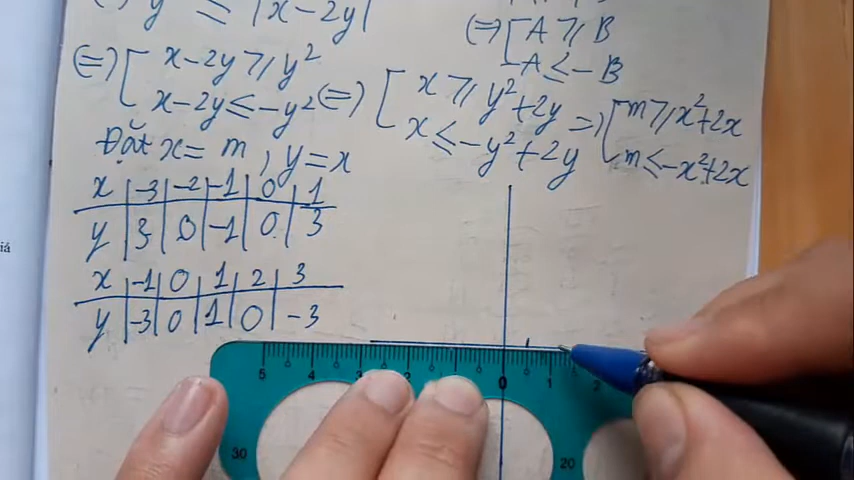 y² ≤ |x-2y|
(=) [ x-2y ⩾ y²
x-2y ≤ -y²
(=) [ A ⩾ B
A ≤ -B
(=) [ x ⩾ y²+2y
x ≤ -y²+2y
=) [ m ⩾ x²+2x
m ≤ -x²+2x
Đặt x = m, y = x
x | -3 | -2 | -1 | 0 | 1
y | 3 | 0 | -1 | 0 | 3
x | -1 | 0 | 1 | 2 | 3
y | -3 | 0 | 1 | 0 | -3
iá
5 4 3 0 1 2
30 20